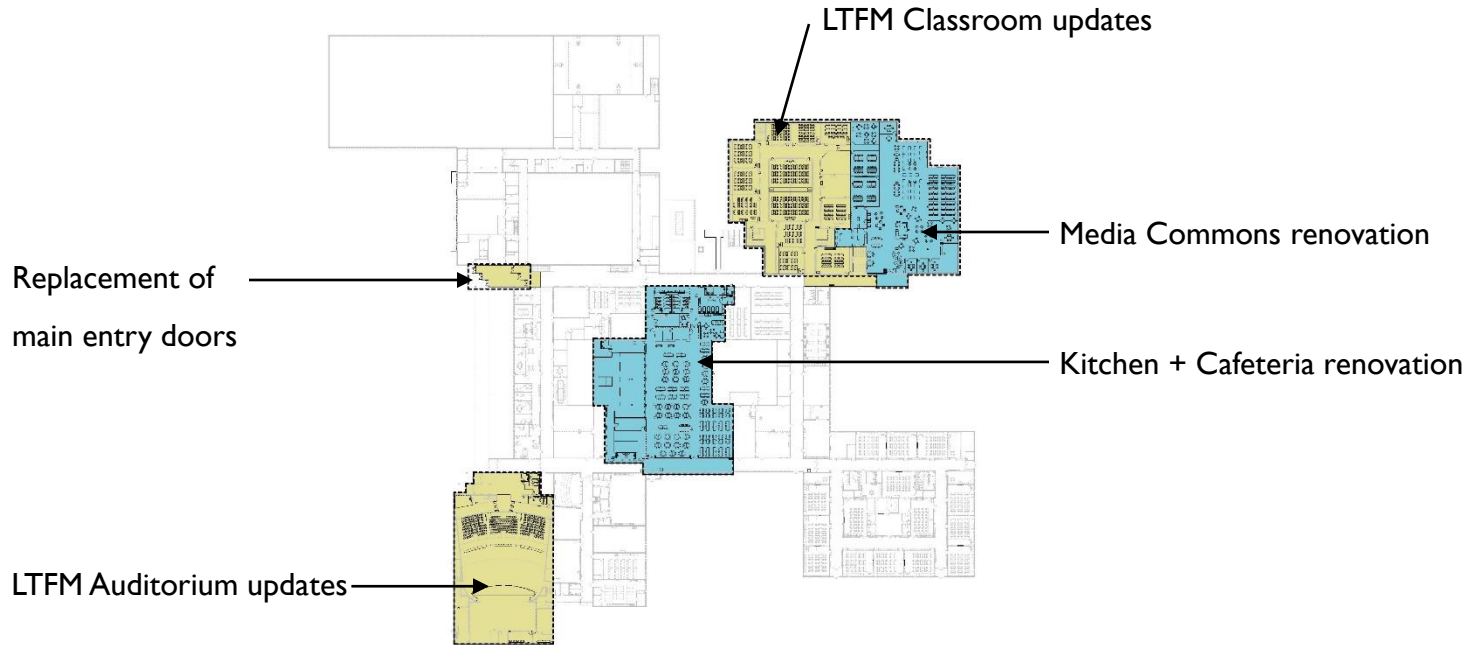 LTFM Classroom updates
Media Commons renovation
Replacement of
main entry doors
Kitchen + Cafeteria renovation
LTFM Auditorium updates